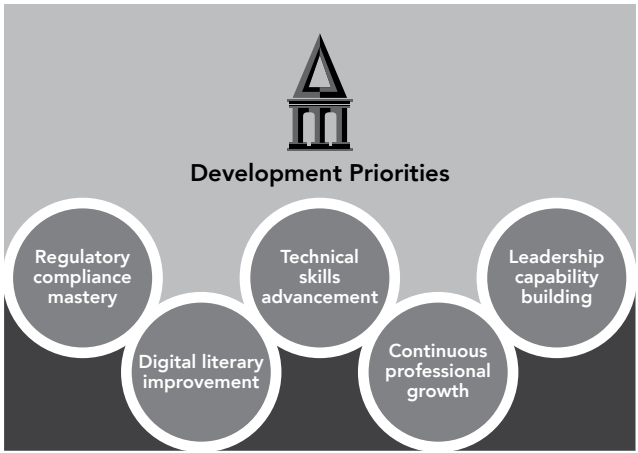 Development Priorities
Regulatory
compliance
mastery
Digital literary
improvement
Technical
skills
advancement
Continuous
professional
growth
Leadership
capability
building